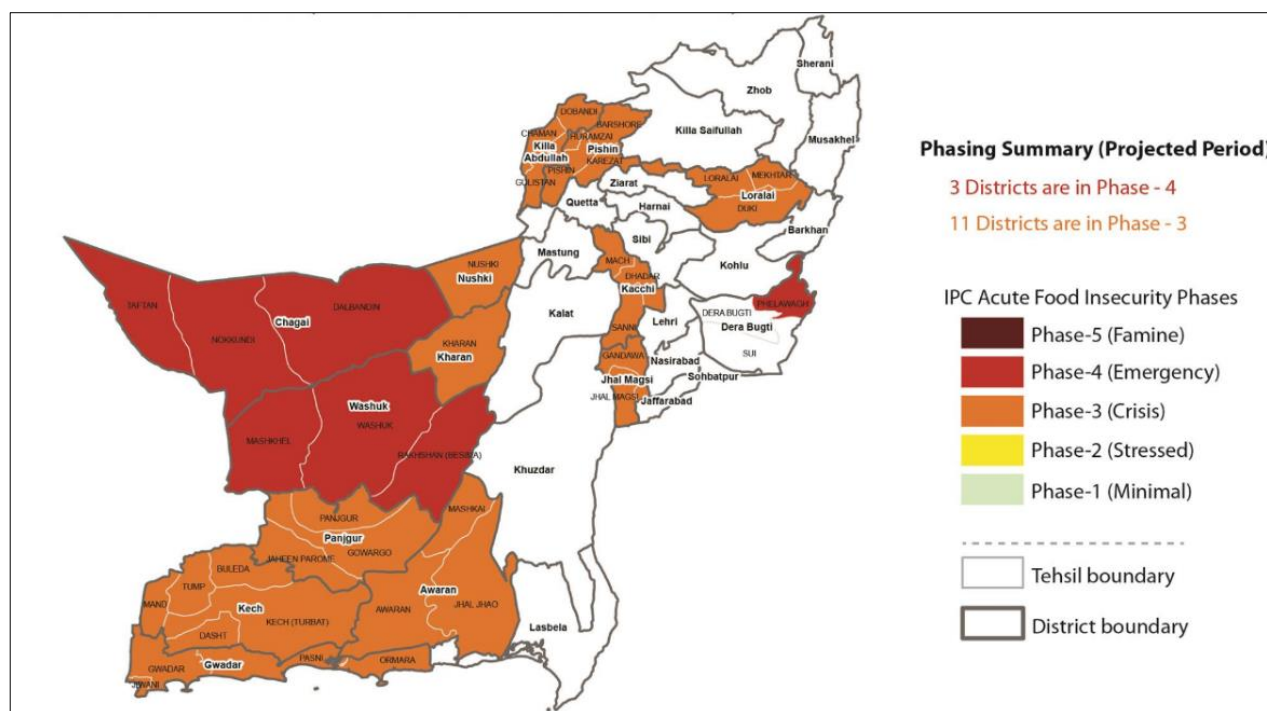 Sherani
Zhob
DOBANDI
BARSHORE
CHAMAN
HURAMZAI
Killa Saifullah
Musakhel
Killa
Abdullah
Pishin
KAREZAT
PISHIN
GULISTAN
Ziarat
LORALAI
MEKHTAR
Loralai
DUKI
Quetta
Harnai
Sibi
Barkhan
Mastung
MACH
Kohlu
NUSHKI
Nushki
DHADAR
Kacchi
TAFTAN
DALBANDIN
Chagai
NOKKUNDI
Kalat
PHELAWAGH
DERA BUGTI
Dera Bugti
Lehri
SANNI
SUI
KHARAN
Kharan
GANDAWA
Nasirabad
Jhal Magsi
Sohbatpur
JHAL MAGSI
Jaffarabad
Washuk
WASHUK
MASHKHEL
RAKHSHAN (BESIMA)
Khuzdar
MASHKAI
PANJGUR
Panjgur
JAHEEN PAROME
GOWARGO
BULEDA
TUMP
MAND
Kech
Awaran
AWARAN
JHAL JHAO
KECH (TURBAT)
DASHT
Lasbela
PASNI
ORMARA
GWADAR
Gwadar
JIWANI
Phasing Summary (Projected Period)
3 Districts are in Phase - 4
11 Districts are in Phase - 3
IPC Acute Food Insecurity Phases
Phase-5 (Famine)
Phase-4 (Emergency)
Phase-3 (Crisis)
Phase-2 (Stressed)
Phase-1 (Minimal)
Tehsil boundary
District boundary